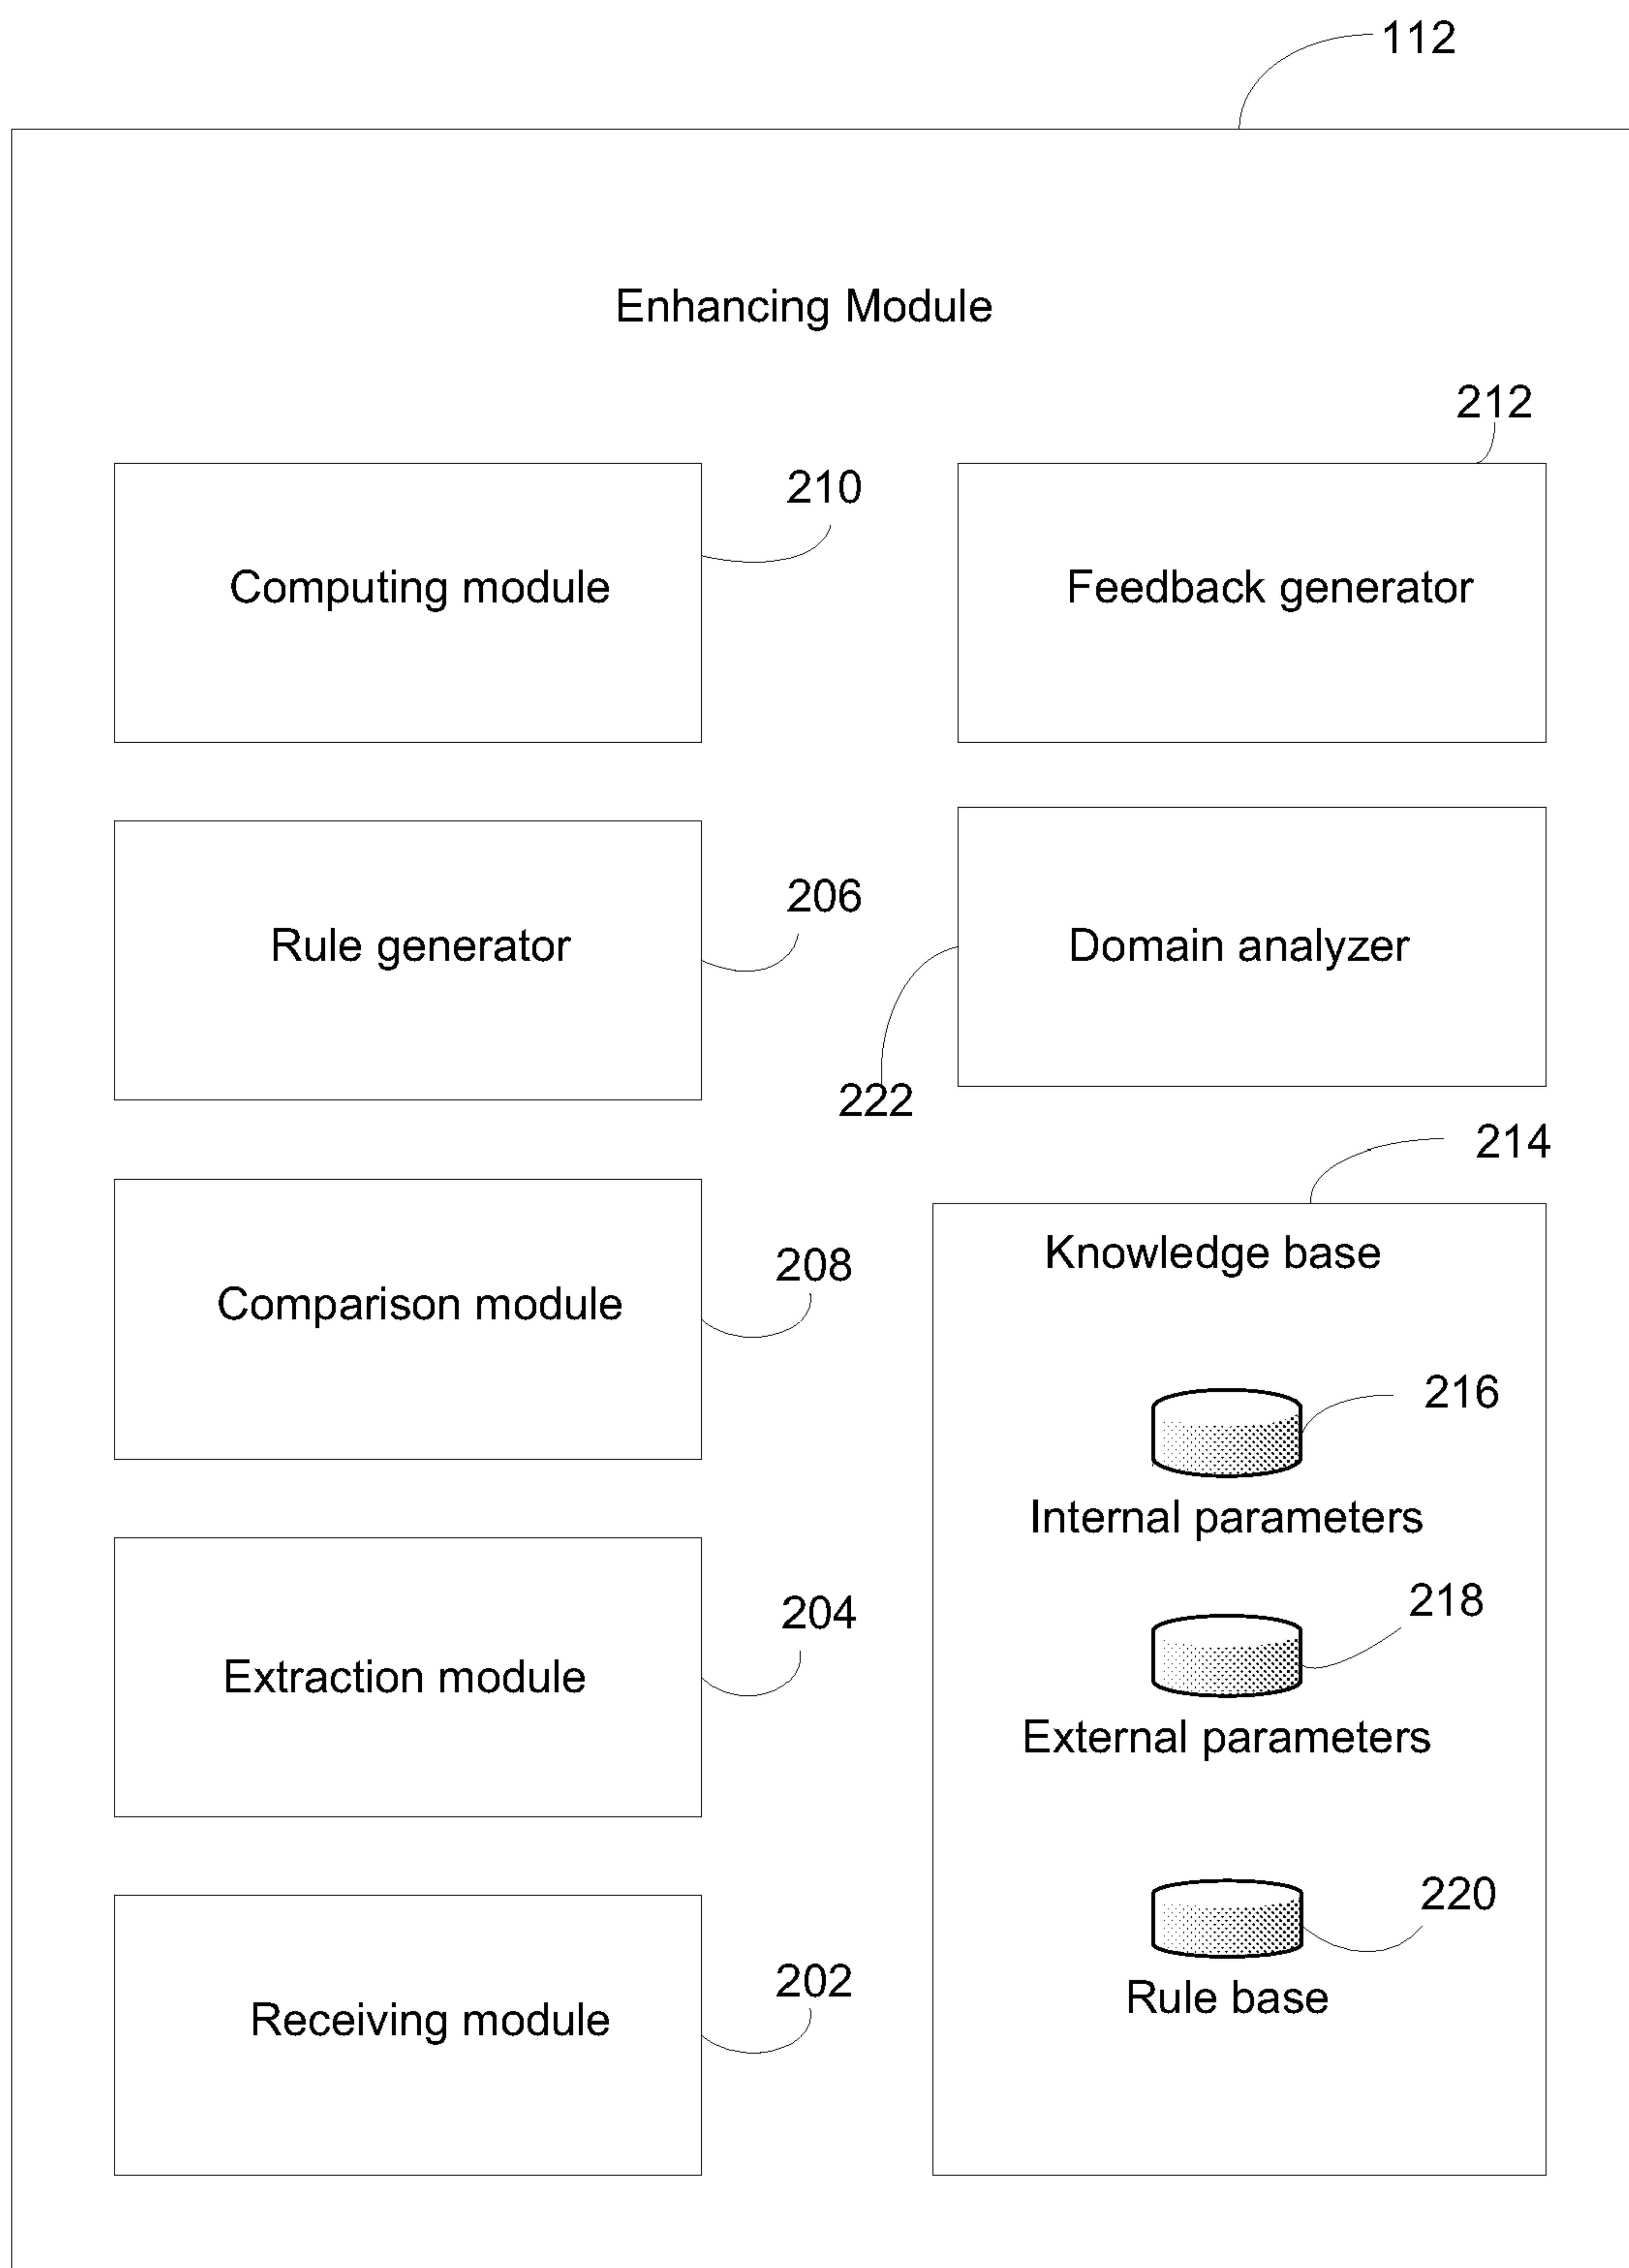 112
Enhancing Module
212
210
Computing module
Feedback generator
206
Rule generator
Domain analyzer
222
214
Knowledge base
208
Comparison module
216
Internal parameters
218
204
Extraction module
External parameters
220
202
Rule base
Receiving module